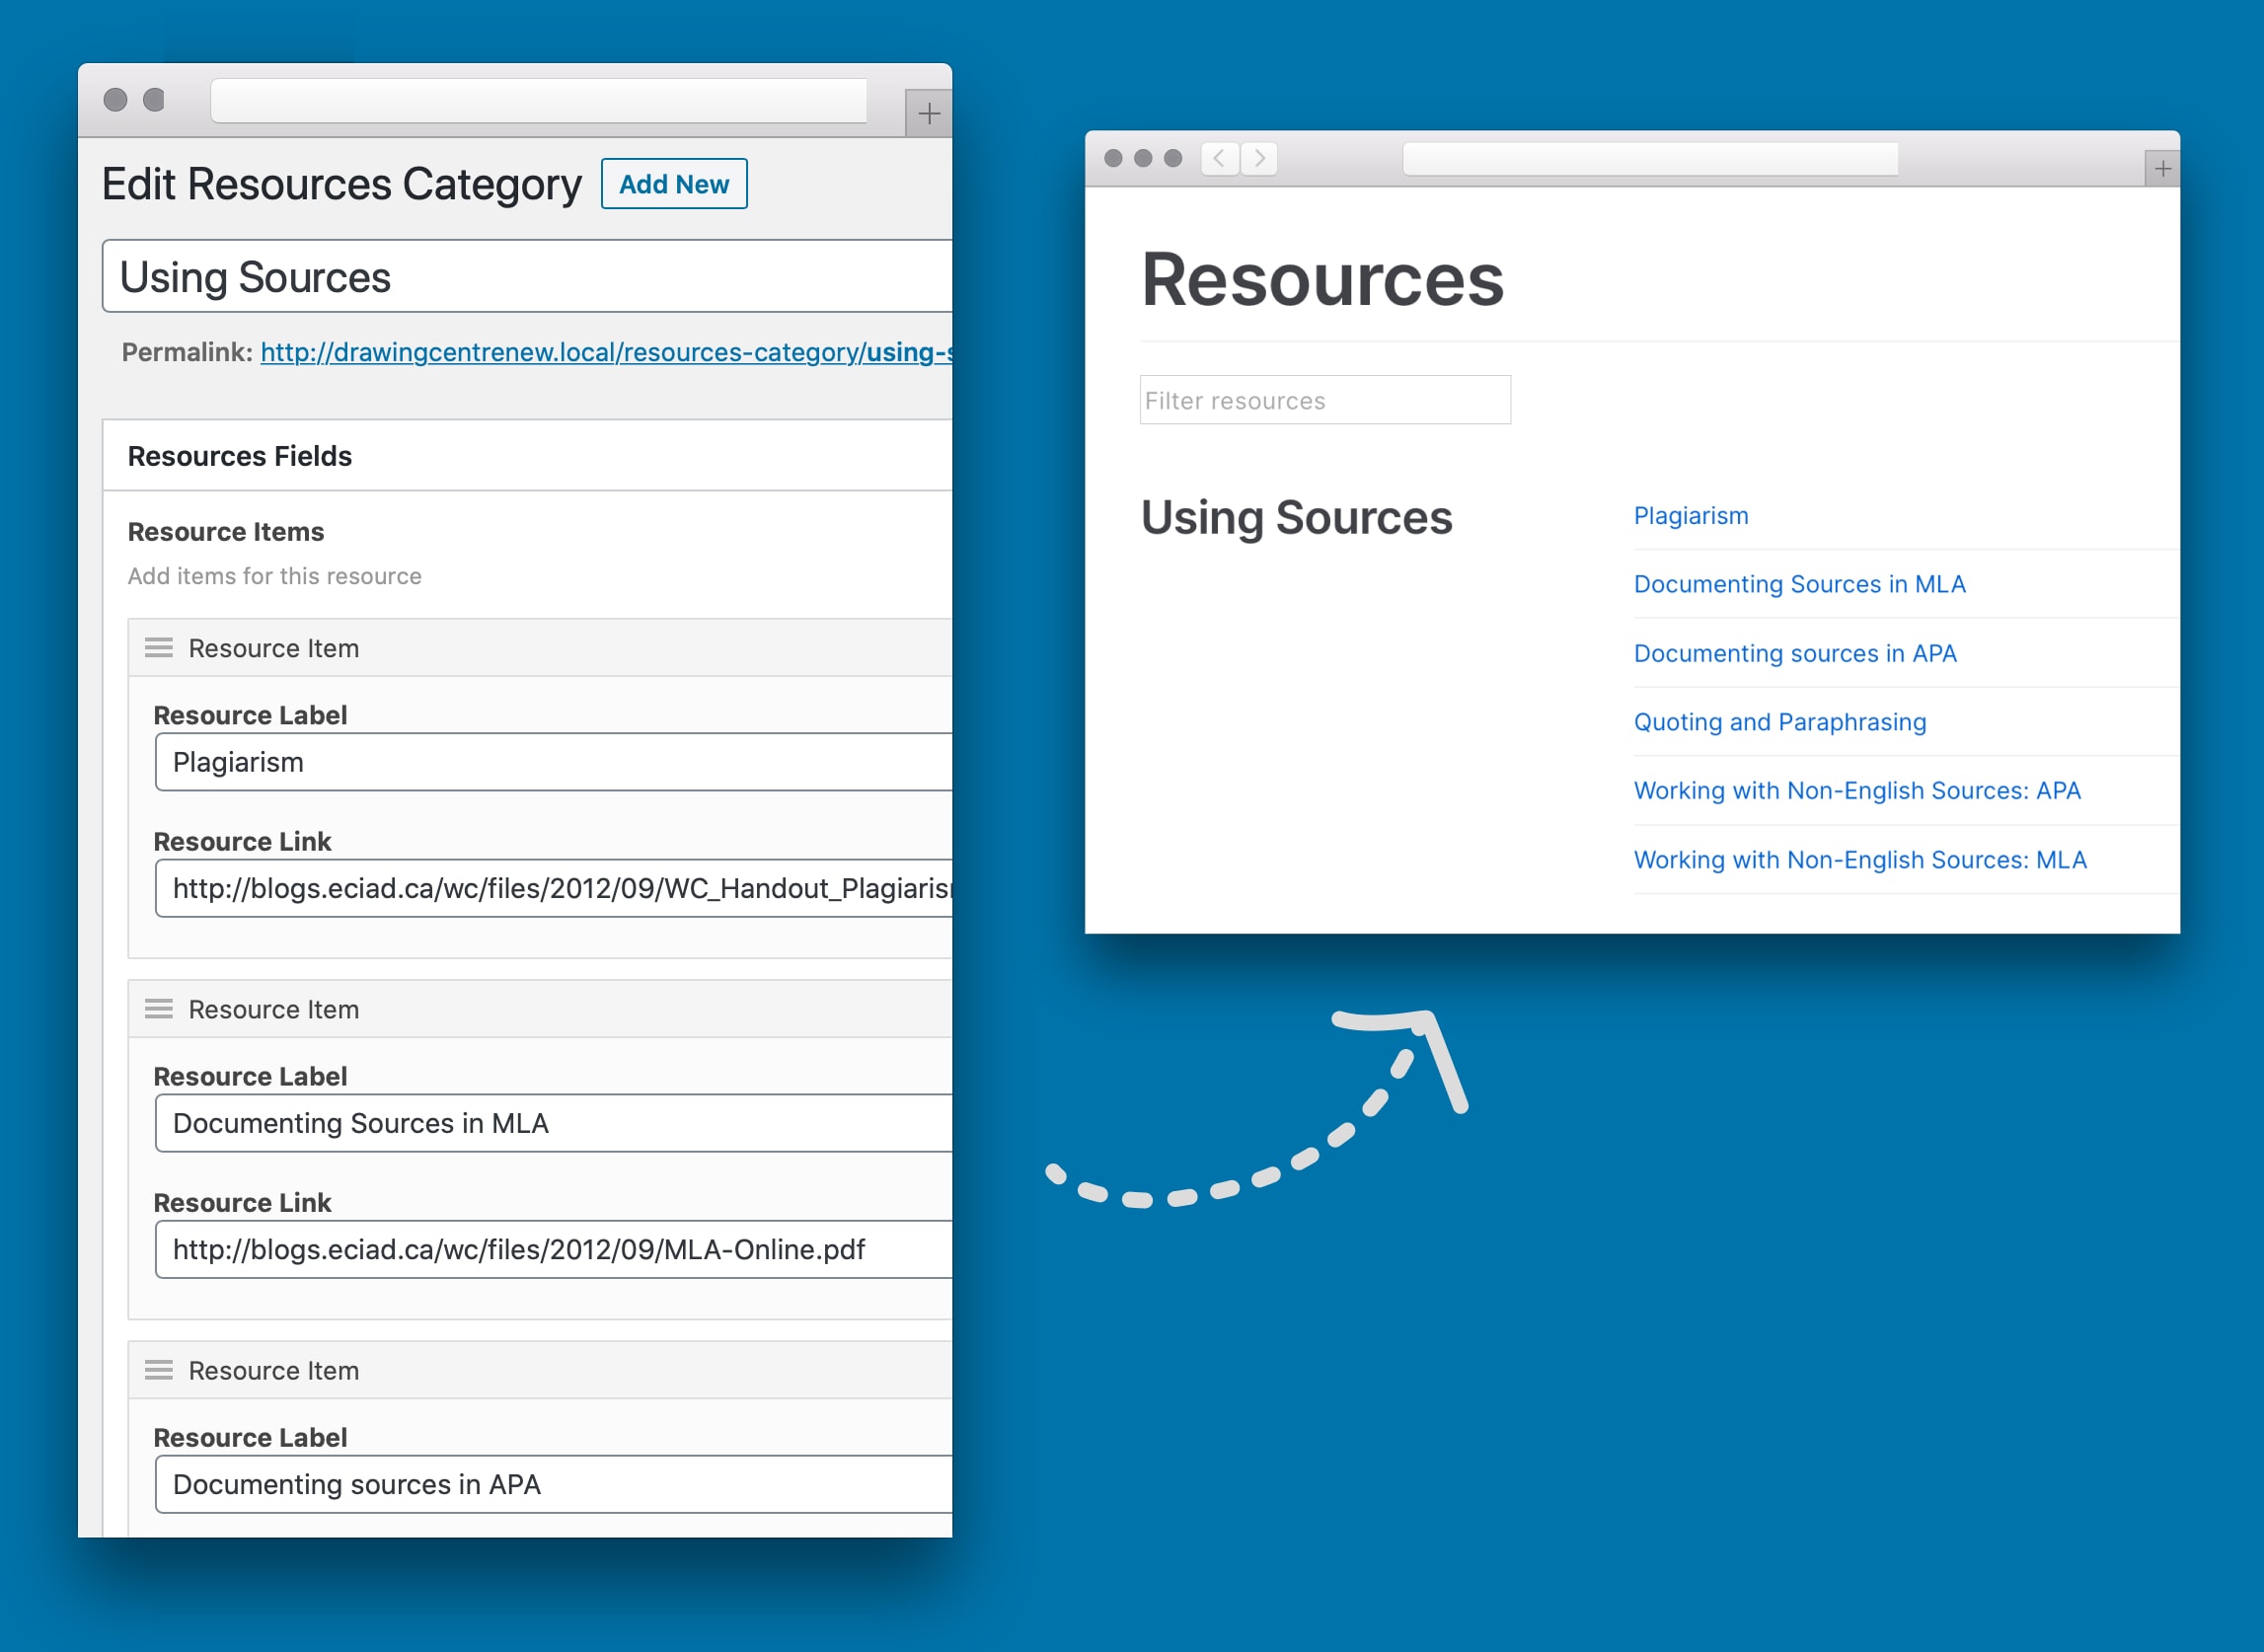 Edit Resources Category Add New
Using Sources
Permalink: http://drawingcentrenew.local/resources-category/using-s
Resources Fields
Resource Items
Add items for this resource
Resource Item
Resource Label
Plagiarism
Resource Link
http://blogs.eciad.ca/wc/files/2012/09/WC_Handout_Plagiaris
Resource Item
Resource Label
Documenting Sources in MLA
Resource Link
http://blogs.eciad.ca/wc/files/2012/09/MLA-Online.pdf
Resource Item
Resource Label
Documenting sources in APA
Resources
Filter resources
Using Sources
Plagiarism
Documenting Sources in MLA
Documenting sources in APA
Quoting and Paraphrasing
Working with Non-English Sources: APA
Working with Non-English Sources: MLA